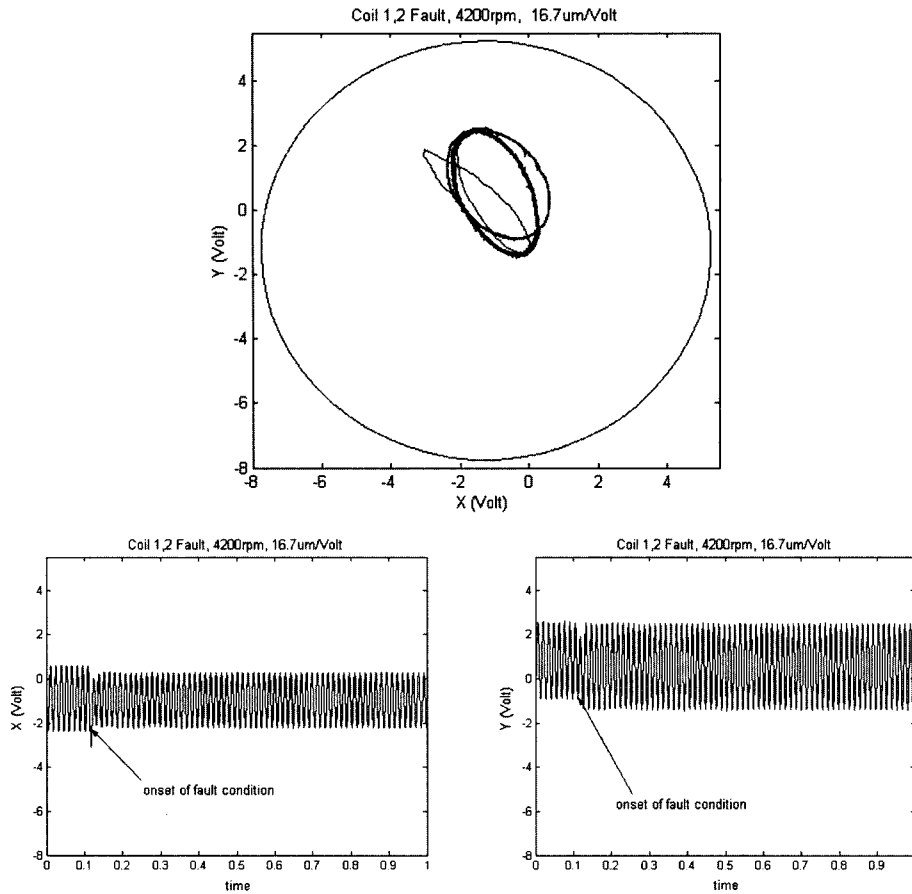 Coil 1,2 Fault, 4200rpm, 16.7um/Volt
4
2
0
-2
-4
-6
-8
Y (Volt)
-8 -6 -4 -2 0 2 4
X (Volt)
Coil 1,2 Fault, 4200rpm, 16.7um/Volt
4
2
0
-2
-4
-6
-8
X (Volt)
onset of fault condition
0 0.1 0.2 0.3 0.4 0.5 0.6 0.7 0.8 0.9 1
time
Coil 1,2 Fault, 4200rpm, 16.7um/Volt
4
2
0
-2
-4
-6
-8
Y (Volt)
onset of fault condition
0 0.1 0.2 0.3 0.4 0.5 0.6 0.7 0.8 0.9
time